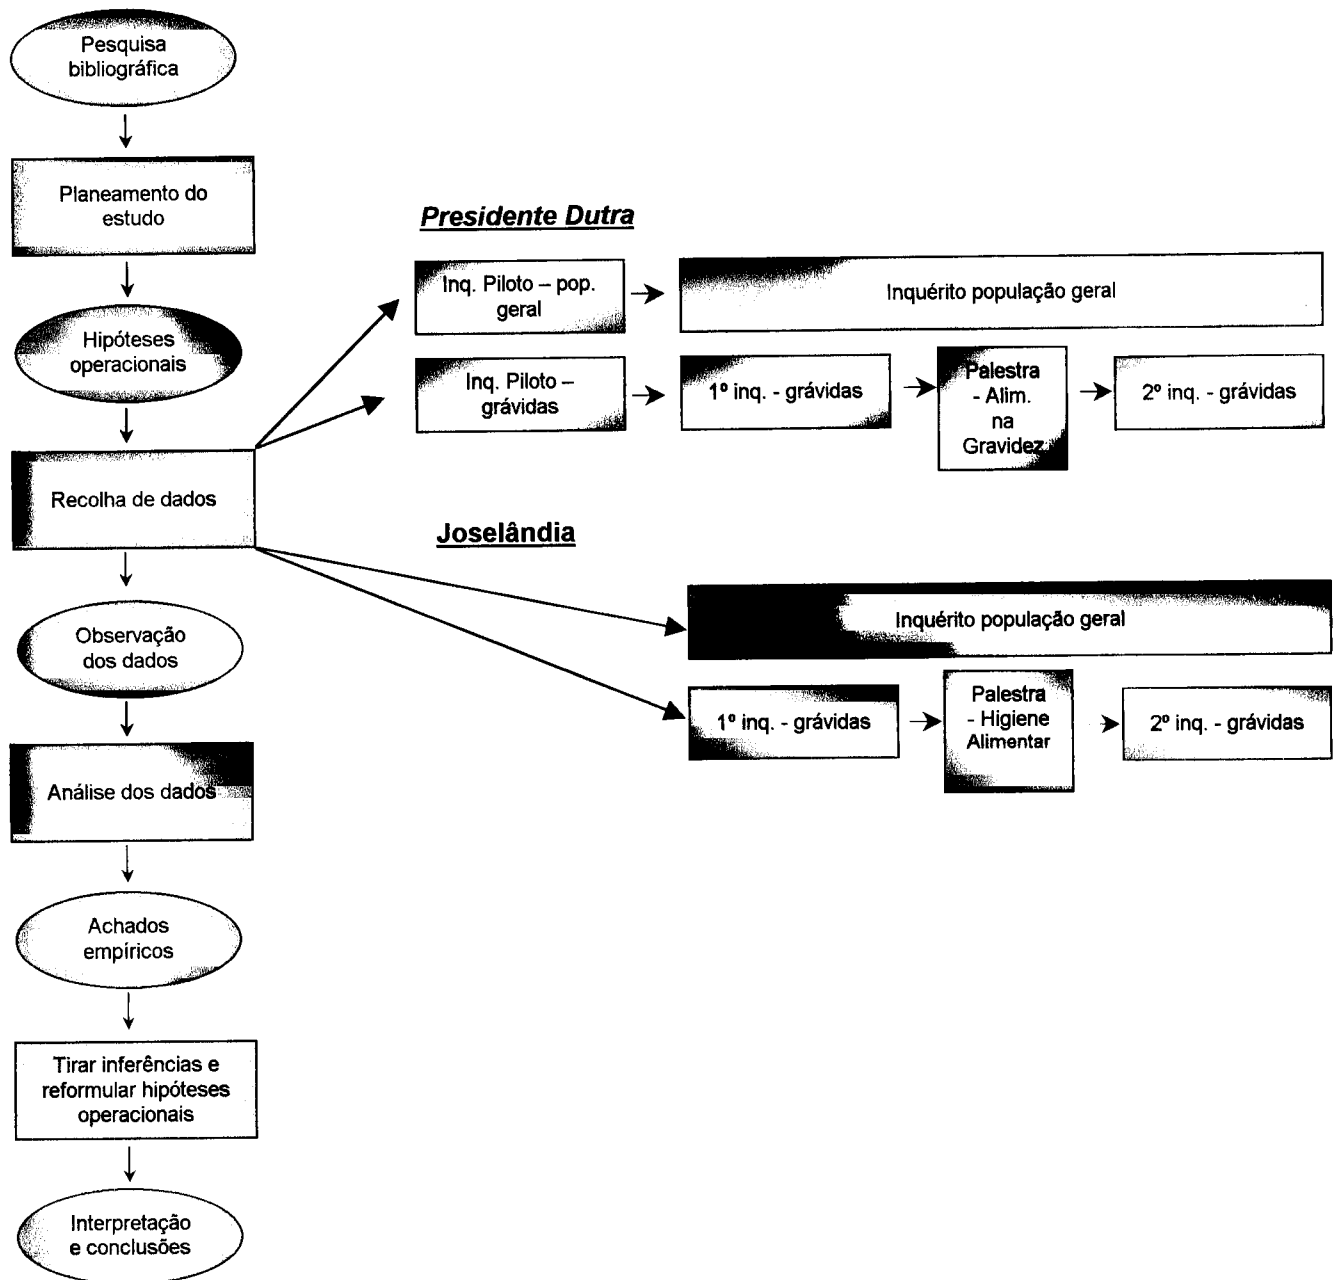 Pesquisa
bibliográfica
Planeamento do
estudo
Hipóteses
operacionais
Recolha de dados
Observação
dos dados
Análise dos dados
Achados
empíricos
Tirar inferências e
reformular hipóteses
operacionais
Interpretação
e conclusões
Presidente Dutra
Inq. Piloto – pop.
geral
Inquérito população geral
Inq. Piloto –
grávidas
1º inq. - grávidas
Palestra
- Alim.
na
Gravidez
2º inq. - grávidas
Joselândia
Inquérito população geral
1º inq. - grávidas
Palestra
- Higiene
Alimentar
2º inq. - grávidas